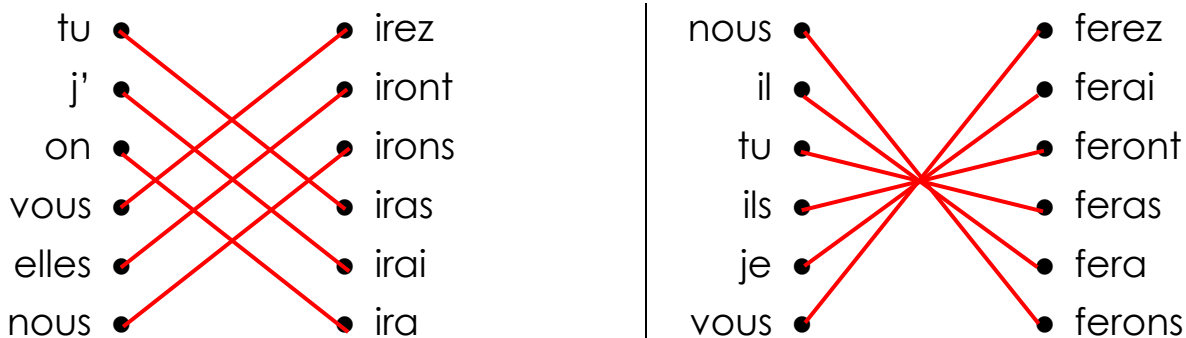 tu irez
j' iront
on irons
vous iras
elles irai
nous ira
nous ferez
il ferai
tu feront
ils feras
je fera
vous ferons